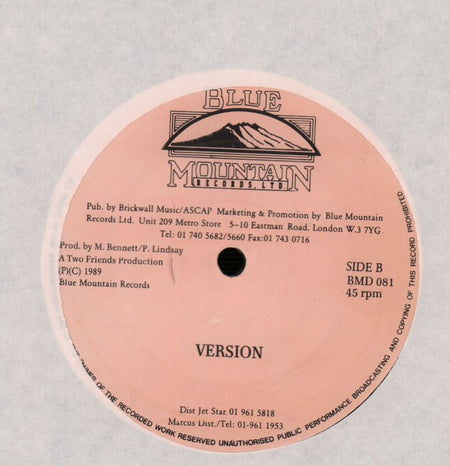 BLUE
MOUNTAIN
RECORDS, LTD.
Pub. by Brickwall Music/ASCAP Marketing & Promotion by Blue Mountain
Records Ltd. Unit 209 Metro Store 5-10 Eastman Road. London W.3 7YG
Tel: 01 740 5682/5660 Fax:01 743 0716
Prod. by M. Bennett/P. Lindsay
A Two Friends Production
(P)(C) 1989
Blue Mountain Records
SIDE B
BMD 081
45 rpm
VERSION
Dist Jet Star 01 961 5818
Marcus Dist./Tel: 01-961 1953
OWNER OF THE RECORDED WORK RESERVED UNAUTHORISED PUBLIC PERFORMANCE BROADCASTING AND COPYING OF THIS RECORD PROHIBITED